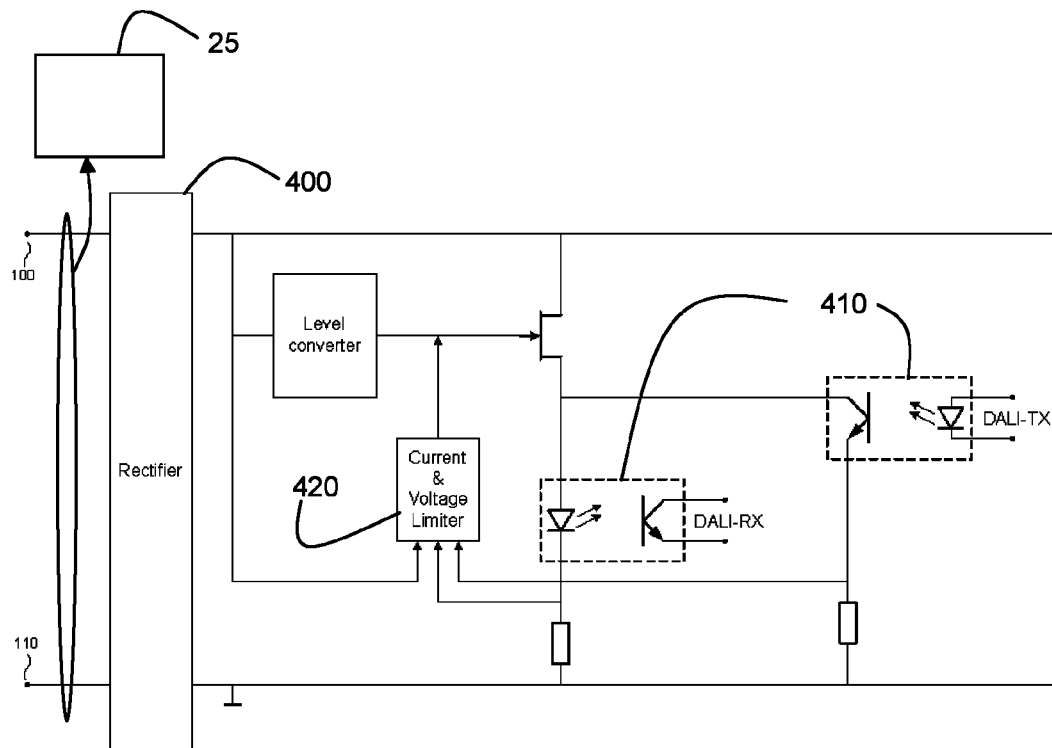 25
400
100
Level
converter
410
DALI-TX
Rectifier
420
Current
&
Voltage
Limiter
DALI-RX
110